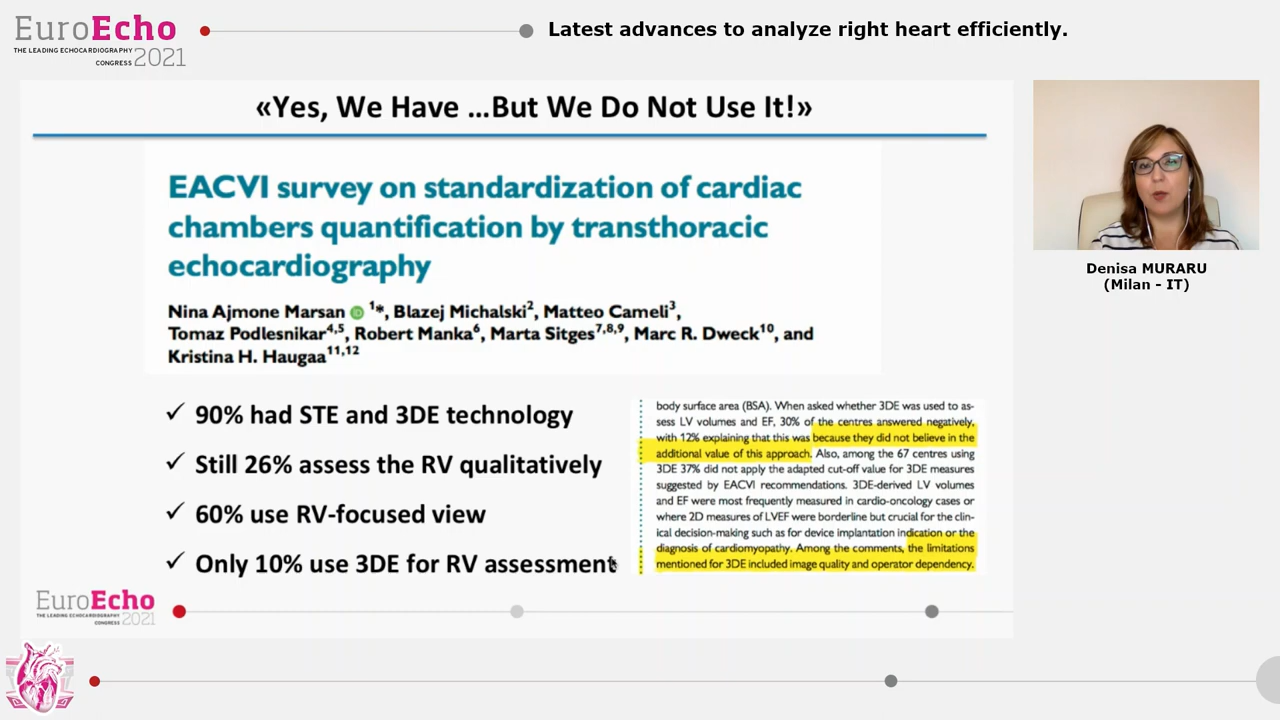 EuroEcho
THE LEADING ECHOCARDIOGRAPHY
CONGRESS 2021
Latest advances to analyze right heart efficiently.
«Yes, We Have ...But We Do Not Use It!»
EACVI survey on standardization of cardiac
chambers quantification by transthoracic
echocardiography
Nina Ajmone Marsan 1*, Blazej Michalski2, Matteo Cameli3,
Tomaz Podlesnikar4,5, Robert Manka6, Marta Sitges7,8,9, Marc R. Dweck10, and
Kristina H. Haugaa11,12
✓ 90% had STE and 3DE technology
✓ Still 26% assess the RV qualitatively
✓ 60% use RV-focused view
✓ Only 10% use 3DE for RV assessment
body surface area (BSA). When asked whether 3DE was used to as-
sess LV volumes and EF, 30% of the centres answered negatively,
with 12% explaining that this was because they did not believe in the
additional value of this approach. Also, among the 67 centres using
3DE 37% did not apply the adapted cut-off value for 3DE measures
suggested by EACVI recommendations. 3DE-derived LV volumes
and EF were most frequently measured in cardio-oncology cases or
where 2D measures of LVEF were borderline but crucial for the clin-
ical decision-making such as for device implantation indication or the
diagnosis of cardiomyopathy. Among the comments, the limitations
mentioned for 3DE included image quality and operator dependency.
EuroEcho
THE LEADING ECHOCARDIOGRAPHY
CONGRESS 2021
Denisa MURARU
(Milan - IT)